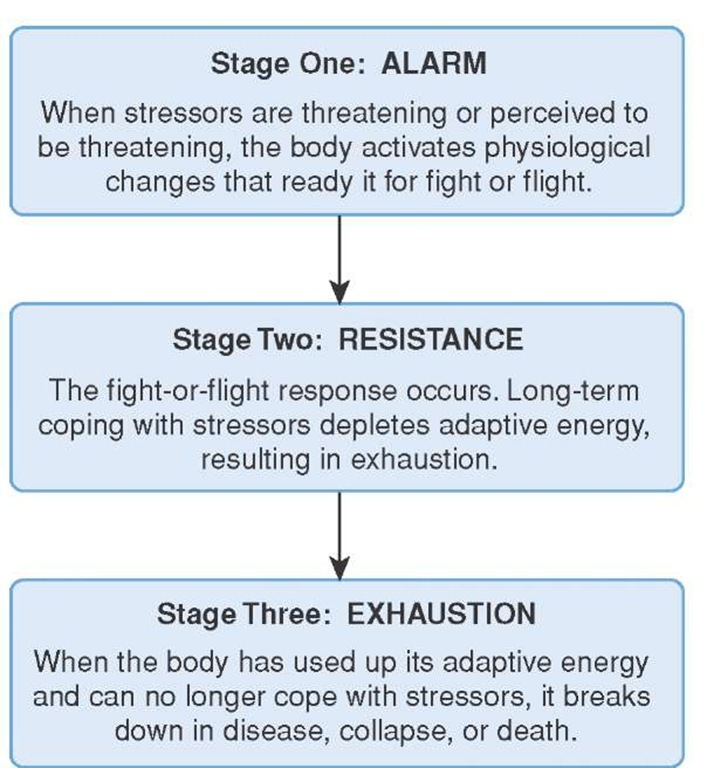 Stage One: ALARM
When stressors are threatening or perceived to
be threatening, the body activates physiological
changes that ready it for fight or flight.
Stage Two: RESISTANCE
The fight-or-flight response occurs. Long-term
coping with stressors depletes adaptive energy,
resulting in exhaustion.
Stage Three: EXHAUSTION
When the body has used up its adaptive energy
and can no longer cope with stressors, it breaks
down in disease, collapse, or death.